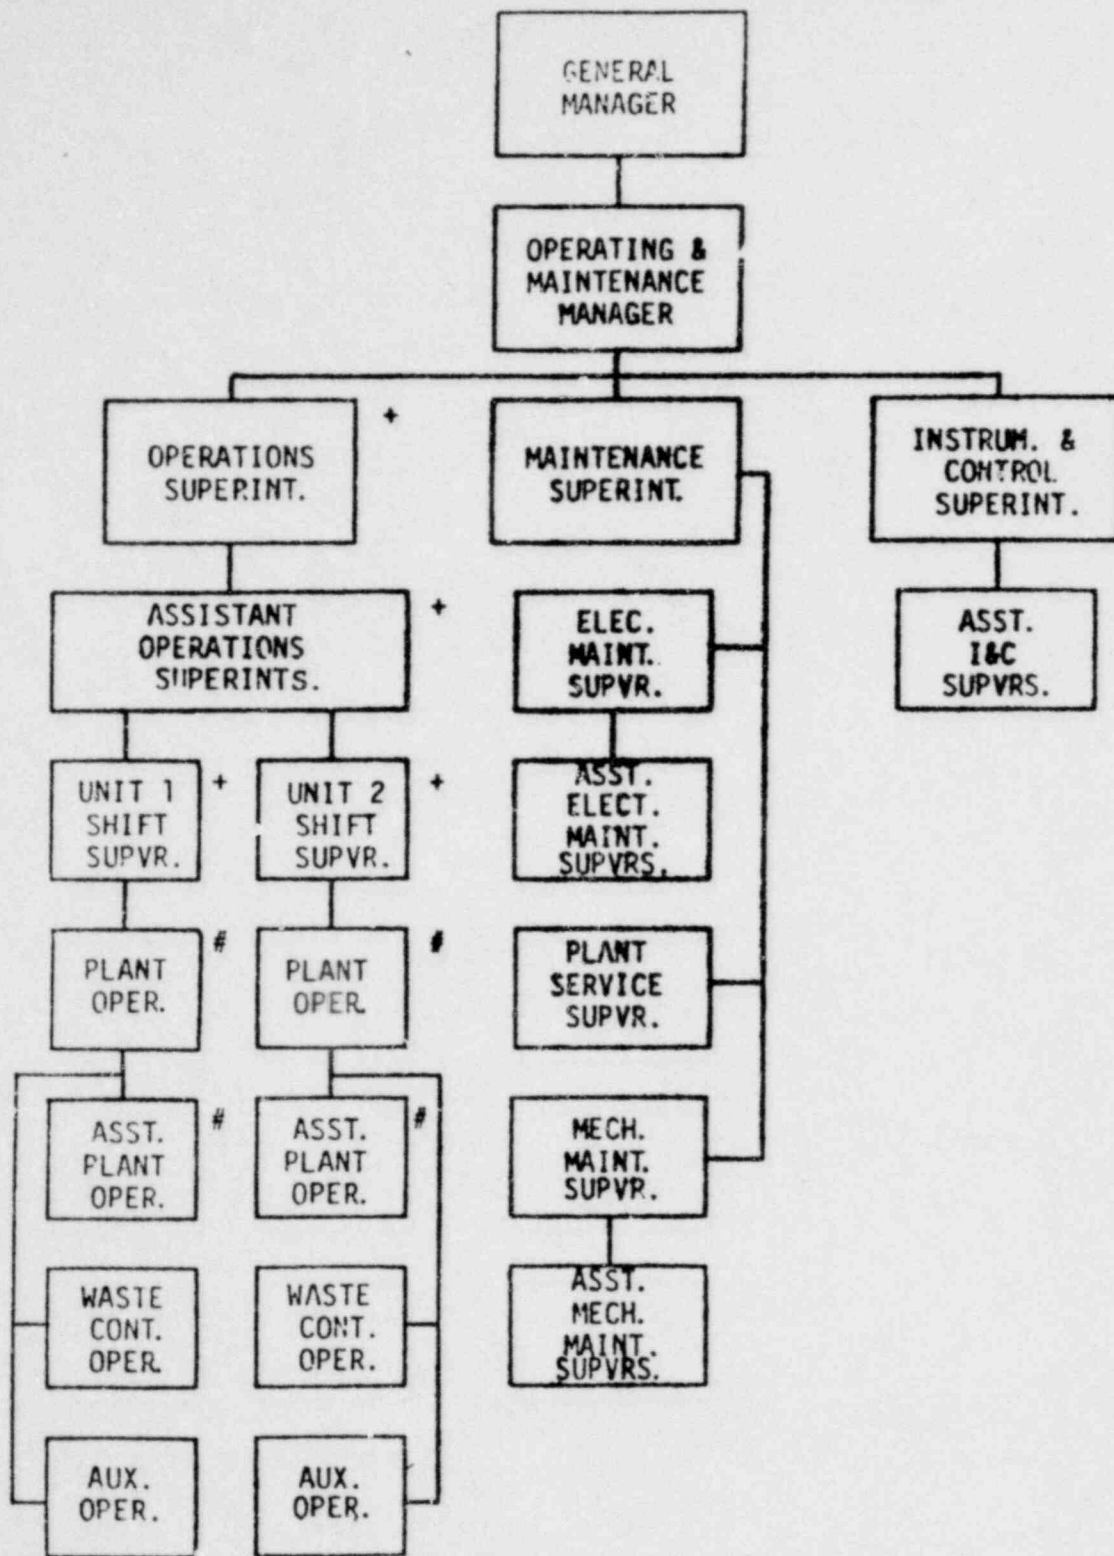 GENERAL
MANAGER
OPERATING &
MAINTENANCE
MANAGER
OPERATIONS
SUPERINT.
+
MAINTENANCE
SUPERINT.
INSTRUM. &
CONTROL
SUPERINT.
ASSISTANT
OPERATIONS
SUPERINTS.
+
ELEC.
MAINT.
SUPVR.
ASST.
I&C
SUPVRS.
UNIT 1
SHIFT
SUPVR.
+
UNIT 2
SHIFT
SUPVR.
+
ASST.
ELECT.
MAINT.
SUPVRS.
PLANT
OPER.
#
PLANT
OPER.
#
PLANT
SERVICE
SUPVR.
ASST.
PLANT
OPER.
#
ASST.
PLANT
OPER.
#
MECH.
MAINT.
SUPVR.
WASTE
CONT.
OPER.
WASTE
CONT.
OPER.
ASST.
MECH.
MAINT.
SUPVRS.
AUX.
OPER.
AUX.
OPER.